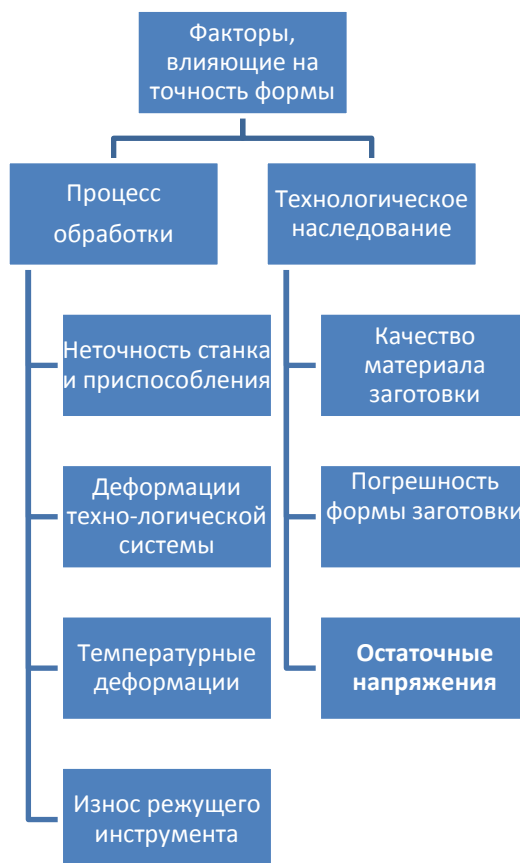 Факторы,
влияющие на
точность формы
Процесс
обработки
Технологическое
наследование
Неточность станка
и приспособления
Деформации
техно-логической
системы
Температурные
деформации
Износ режущего
инструмента
Качество
материала
заготовки
Погрешность
формы заготовки
Остаточные
напряжения